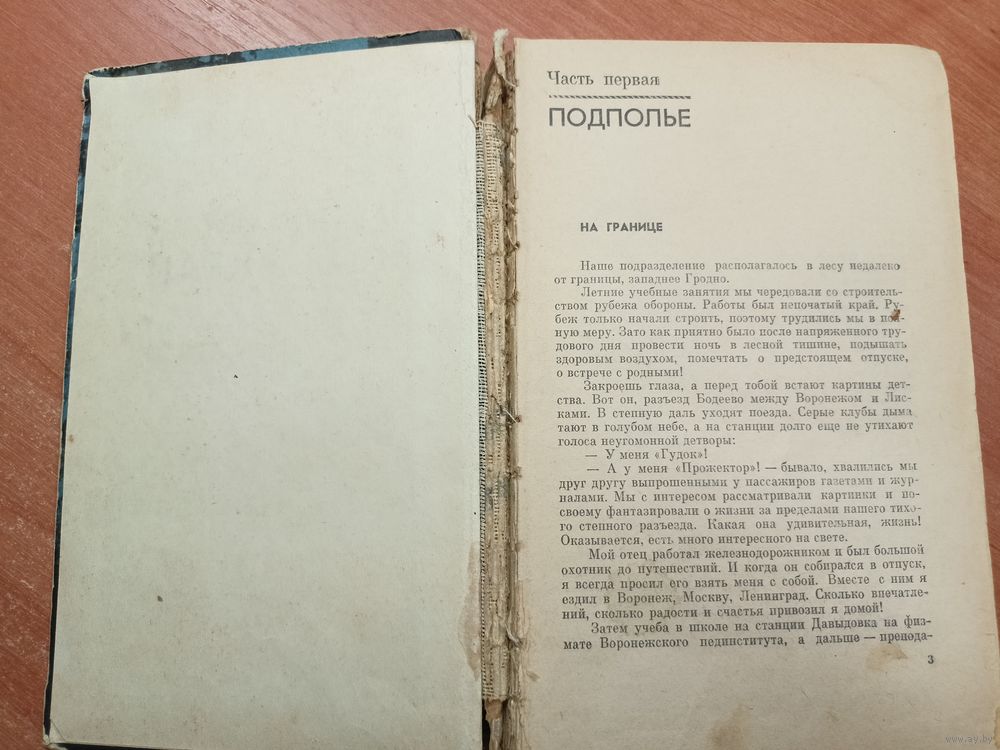 Часть первая
ПОДПОЛЬЕ
НА ГРАНИЦЕ
Наше подразделение располагалось в лесу недалеко
от границы, западнее Гродно.
Летние учебные занятия мы чередовали со строитель-
ством рубежа обороны. Работы был непочатый край. Ру-
беж только начали строить, поэтому трудились мы в пол-
ную меру. Зато как приятно было после напряженного тру-
дового дня провести ночь в лесной тишине, подышать
здоровым воздухом, помечтать о предстоящем отпуске,
о встрече с родными!
Закроешь глаза, а перед тобой встают картины дет-
ства. Вот он, разъезд Бодеево между Воронежом и Лис-
ками. В степную даль уходят поезда. Серые клубы дыма
тают в голубом небе, а на станции долго еще не утихают
голоса неугомонной детворы:
— У меня «Гудок»!
— А у меня «Прожектор»! — бывало, хвалились мы
друг другу выпрошенными у пассажиров газетами и жур-
налами. Мы с интересом рассматривали картинки и по-
своему фантазировали о жизни за пределами нашего тихо-
го степного разъезда. Какая она удивительная, жизнь!
Оказывается, есть много интересного на свете.
Мой отец работал железнодорожником и был большой
охотник до путешествий. И когда он собирался в отпуск,
я всегда просил его взять меня с собой. Вместе с ним я
ездил в Воронеж, Москву, Ленинград. Сколько впечатле-
ний, сколько радости и счастья привозил я домой!
Затем учеба в школе на станции Давыдовка на физ-
мате Воронежского пединститута, а дальше — препода-
3
www.ay.by